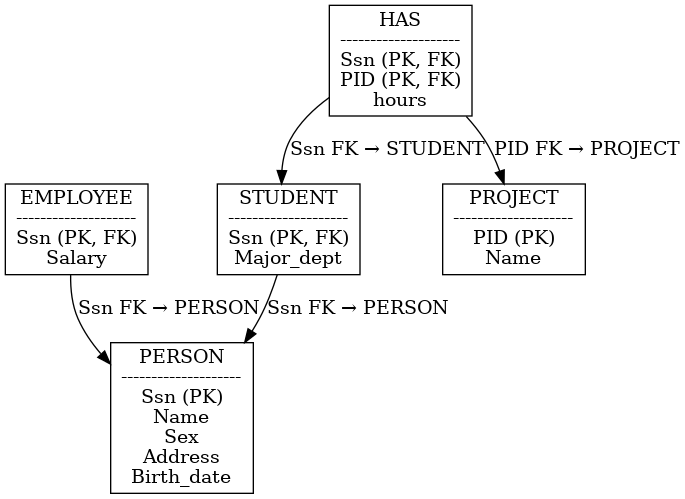 HAS
--------------------
Ssn (PK, FK)
PID (PK, FK)
hours
Ssn FK → STUDENT
PID FK → PROJECT
EMPLOYEE
--------------------
Ssn (PK, FK)
Salary
STUDENT
--------------------
Ssn (PK, FK)
Major_dept
PROJECT
--------------------
PID (PK)
Name
Ssn FK → PERSON
Ssn FK → PERSON
PERSON
--------------------
Ssn (PK)
Name
Sex
Address
Birth_date